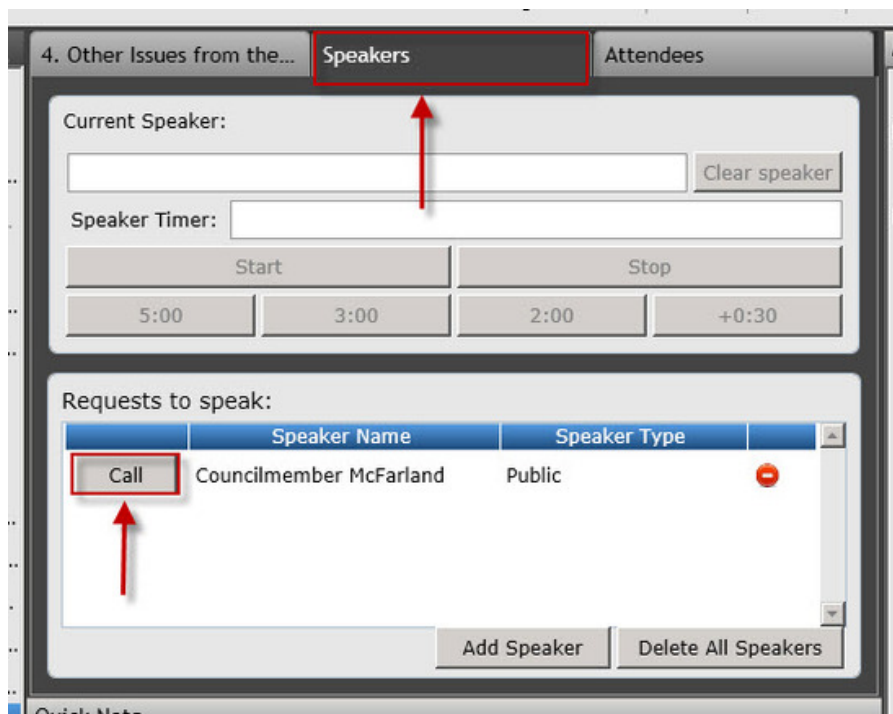 4. Other Issues from the... Speakers Attendees
Current Speaker:
Clear speaker
Speaker Timer:
Start Stop
5:00 3:00 2:00 +0:30
Requests to speak:
Speaker Name Speaker Type
Call Councilmember McFarland Public
Add Speaker Delete All Speakers
Quick Note